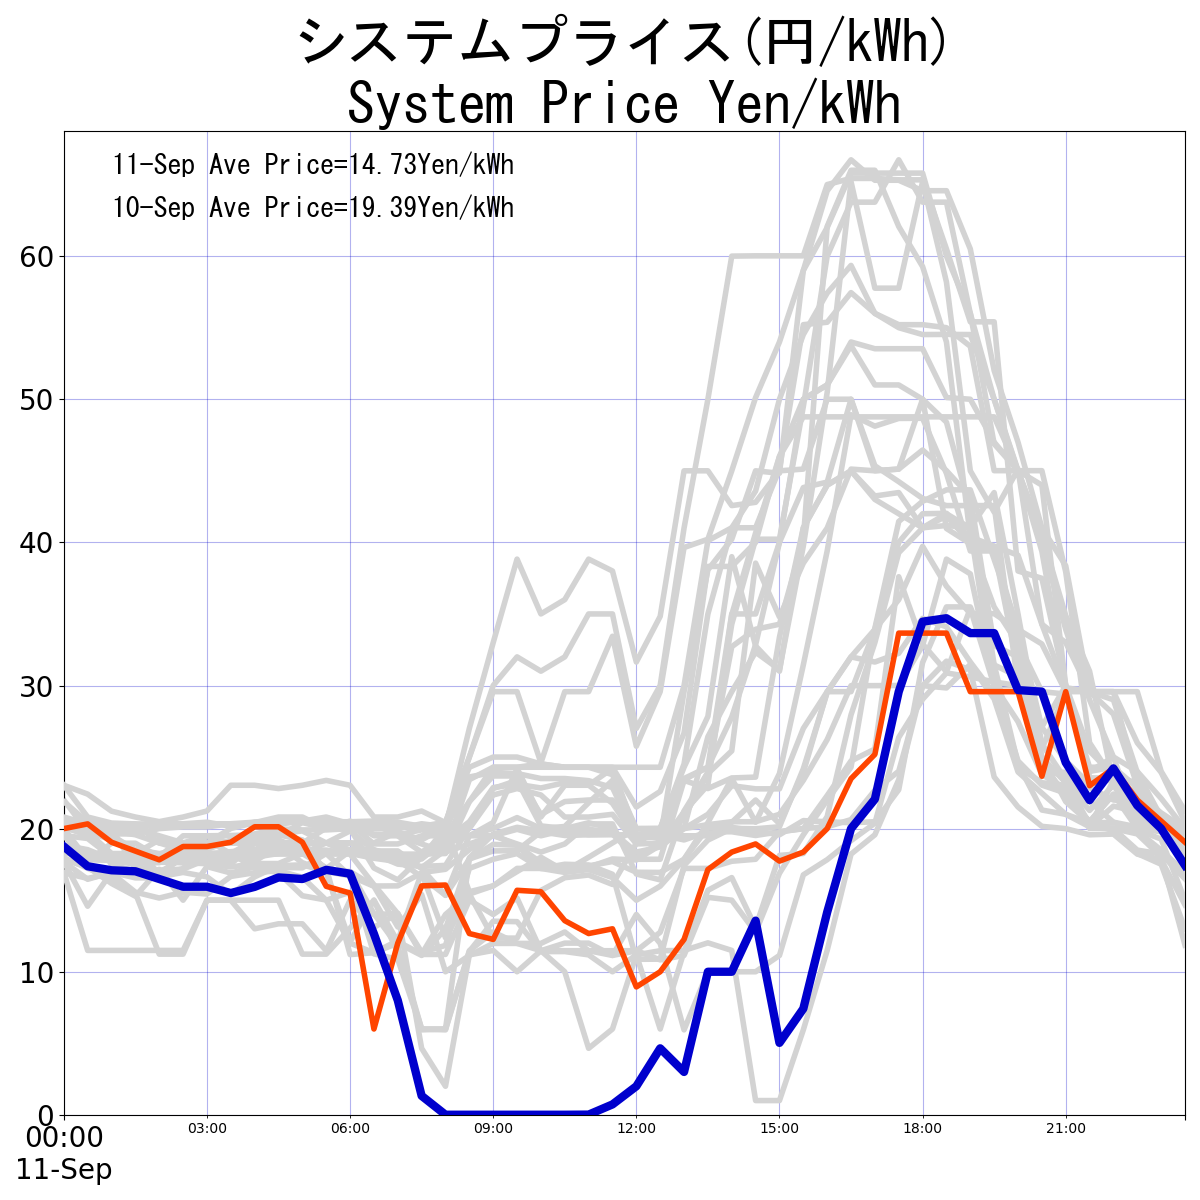 システムプライス(円/kWh)
System Price Yen/kWh
11-Sep Ave Price=14.73Yen/kWh
10-Sep Ave Price=19.39Yen/kWh
60
50
40
30
20
10
0
00:00 03:00 06:00 09:00 12:00 15:00 18:00 21:00
11-Sep